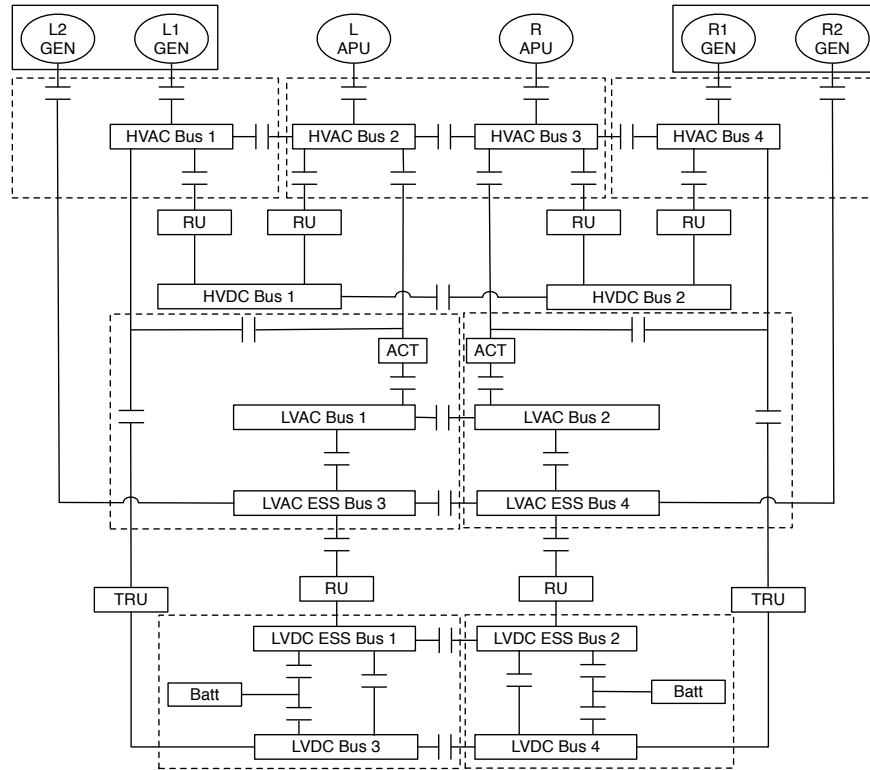 L2
GEN
L1
GEN
L
APU
R
APU
R1
GEN
R2
GEN
HVAC Bus 1
HVAC Bus 2
HVAC Bus 3
HVAC Bus 4
RU
RU
RU
RU
HVDC Bus 1
HVDC Bus 2
ACT
ACT
LVAC Bus 1
LVAC Bus 2
LVAC ESS Bus 3
LVAC ESS Bus 4
TRU
RU
RU
TRU
LVDC ESS Bus 1
LVDC ESS Bus 2
Batt
Batt
LVDC Bus 3
LVDC Bus 4